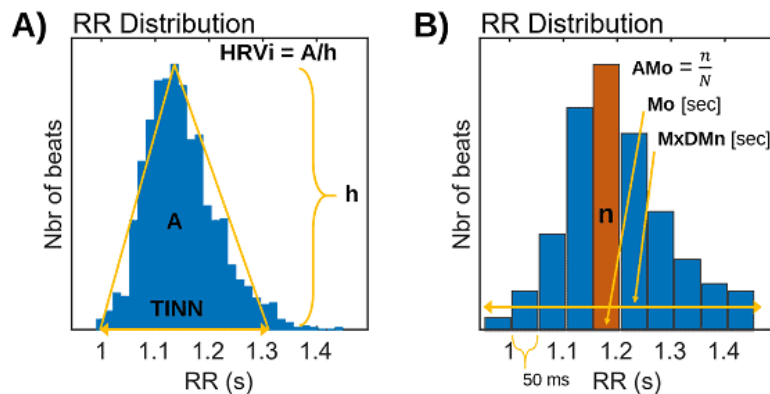 A)
RR Distribution
HRVi = A/h
h
A
TINN
Nbr of beats
1 1.1 1.2 1.3 1.4
RR (s)
B)
RR Distribution
AMo = n/N
Mo [sec]
MxDMn [sec]
n
Nbr of beats
1 1.1 1.2 1.3 1.4
50 ms
RR (s)